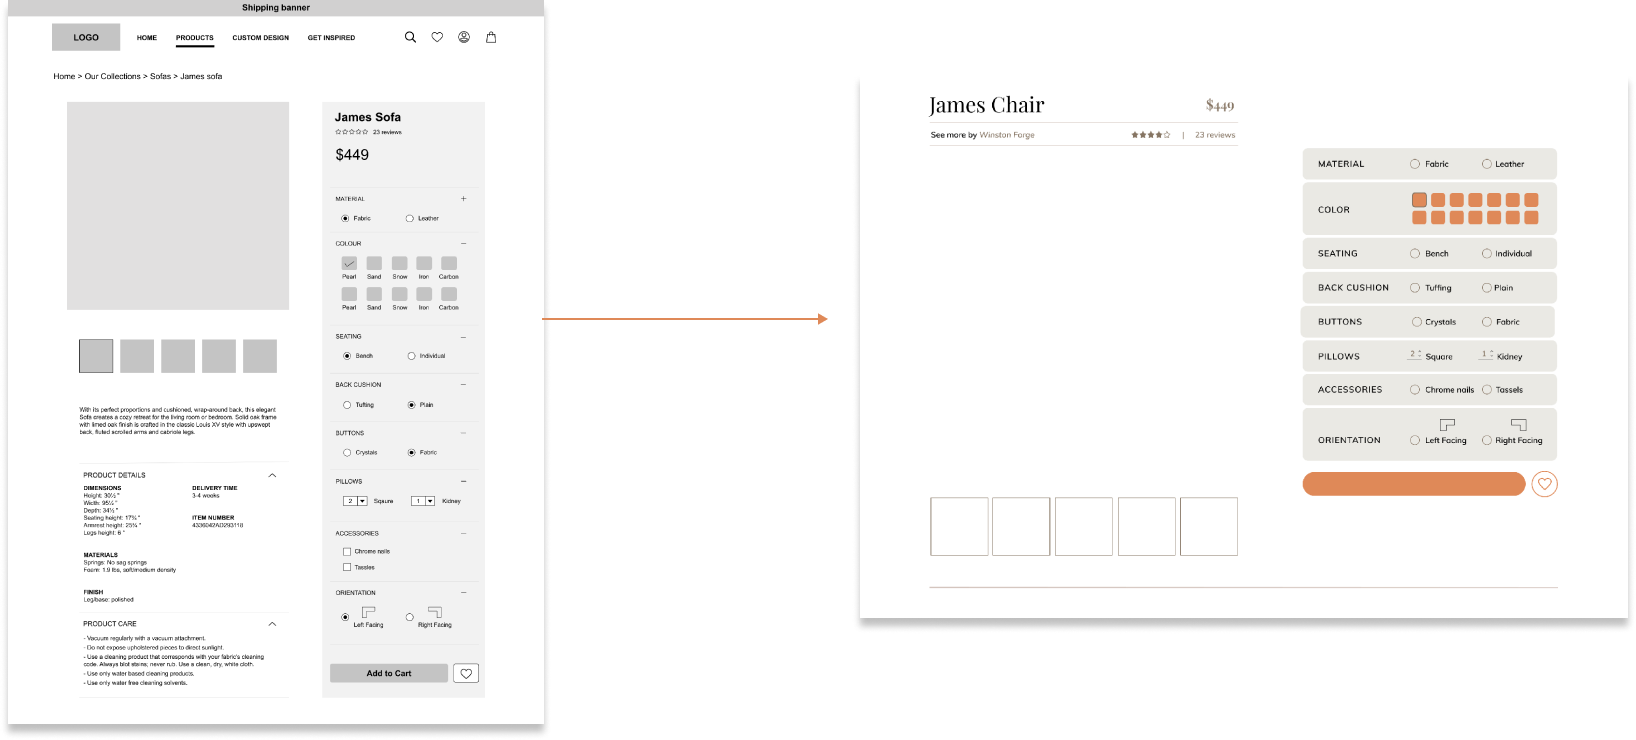 Shipping banner
LOGO HOME PRODUCTS CUSTOM DESIGN GET INSPIRED
Home > Our Collections > Sofas > James sofa
James Sofa
23 reviews
$449
MATERIAL +
Fabric Leather
COLOUR –
Pearl Sand Snow Iron Carbon
Pearl Sand Snow Iron Carbon
SEATING –
Bench Individual
BACK CUSHION –
Tufting Plain
BUTTONS –
Crystals Fabric
PILLOWS –
2 Sqaure 1 Kidney
ACCESSORIES –
Chrome nails
Tassles
ORIENTATION –
Left Facing Right Facing
Add to Cart
With its perfect proportions and cushioned, wrap-around back, this elegant
Sofa creates a cozy retreat for the living room or bedroom. Solid oak frame
with limed oak finish is crafted in the classic Louis XV style with upswept
back, fluted scrolled arms and cabriole legs.
PRODUCT DETAILS
DIMENSIONS
Height: 30½ "
Width: 95½ "
Depth: 34½ "
Seating height: 17¾ "
Armrest height: 25¼ "
Legs height: 6 "
DELIVERY TIME
3-4 weeks
ITEM NUMBER
4336042AD293118
MATERIALS
Springs: No sag springs
Foam: 1.9 lbs, soft/medium density
FINISH
Leg/base: polished
PRODUCT CARE
- Vacuum regularly with a vacuum attachment.
- Do not expose upholstered pieces to direct sunlight.
- Use a cleaning product that corresponds with your fabric's cleaning
code. Always blot stains; never rub. Use a clean, dry, white cloth.
- Use only water based cleaning products.
- Use only water free cleaning solvents.
James Chair $449
See more by Winston Forge | 23 reviews
MATERIAL Fabric Leather
COLOR
SEATING Bench Individual
BACK CUSHION Tuffing Plain
BUTTONS Crystals Fabric
PILLOWS 2 Square 1 Kidney
ACCESSORIES Chrome nails Tassels
ORIENTATION Left Facing Right Facing